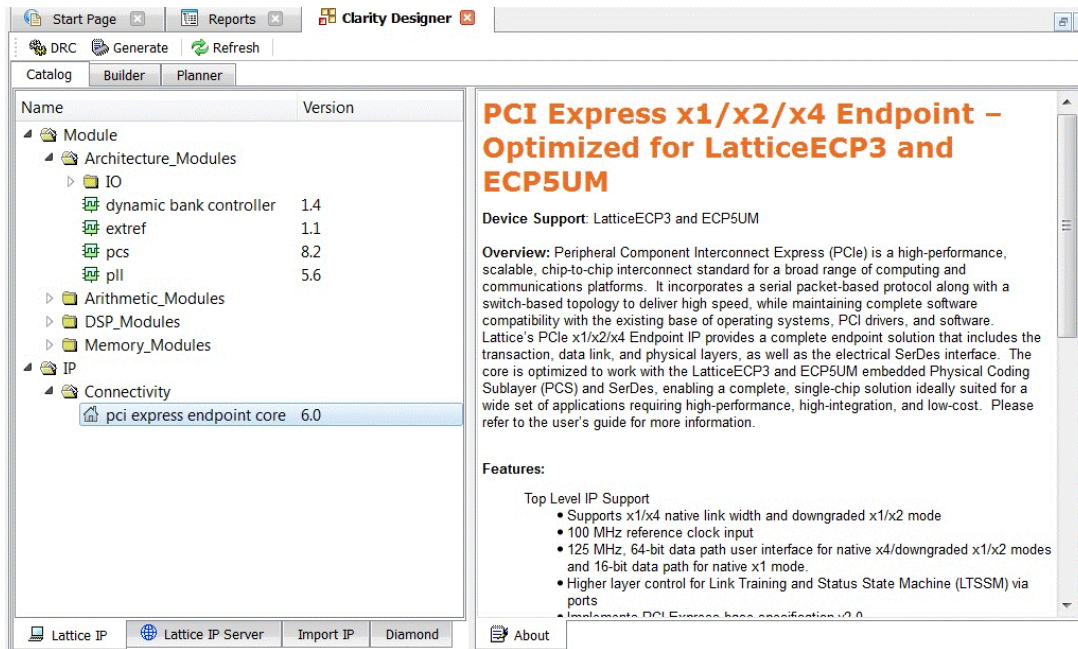 Start Page
Reports
Clarity Designer
DRC
Generate
Refresh
Catalog
Builder
Planner
Name Version
Module
Architecture_Modules
IO
dynamic bank controller 1.4
extref 1.1
pcs 8.2
pll 5.6
Arithmetic_Modules
DSP_Modules
Memory_Modules
IP
Connectivity
pci express endpoint core 6.0
Lattice IP
Lattice IP Server
Import IP
Diamond
PCI Express x1/x2/x4 Endpoint –
Optimized for LatticeECP3 and
ECP5UM
Device Support: LatticeECP3 and ECP5UM
Overview: Peripheral Component Interconnect Express (PCIe) is a high-performance,
scalable, chip-to-chip interconnect standard for a broad range of computing and
communications platforms. It incorporates a serial packet-based protocol along with a
switch-based topology to deliver high speed, while maintaining complete software
compatibility with the existing base of operating systems, PCI drivers, and software.
Lattice's PCIe x1/x2/x4 Endpoint IP provides a complete endpoint solution that includes the
transaction, data link, and physical layers, as well as the electrical SerDes interface. The
core is optimized to work with the LatticeECP3 and ECP5UM embedded Physical Coding
Sublayer (PCS) and SerDes, enabling a complete, single-chip solution ideally suited for a
wide set of applications requiring high-performance, high-integration, and low-cost. Please
refer to the user's guide for more information.
Features:
Top Level IP Support
• Supports x1/x4 native link width and downgraded x1/x2 mode
• 100 MHz reference clock input
• 125 MHz, 64-bit data path user interface for native x4/downgraded x1/x2 modes
and 16-bit data path for native x1 mode.
• Higher layer control for Link Training and Status State Machine (LTSSM) via
ports
• Implements PCI Express base specification v2.0
About